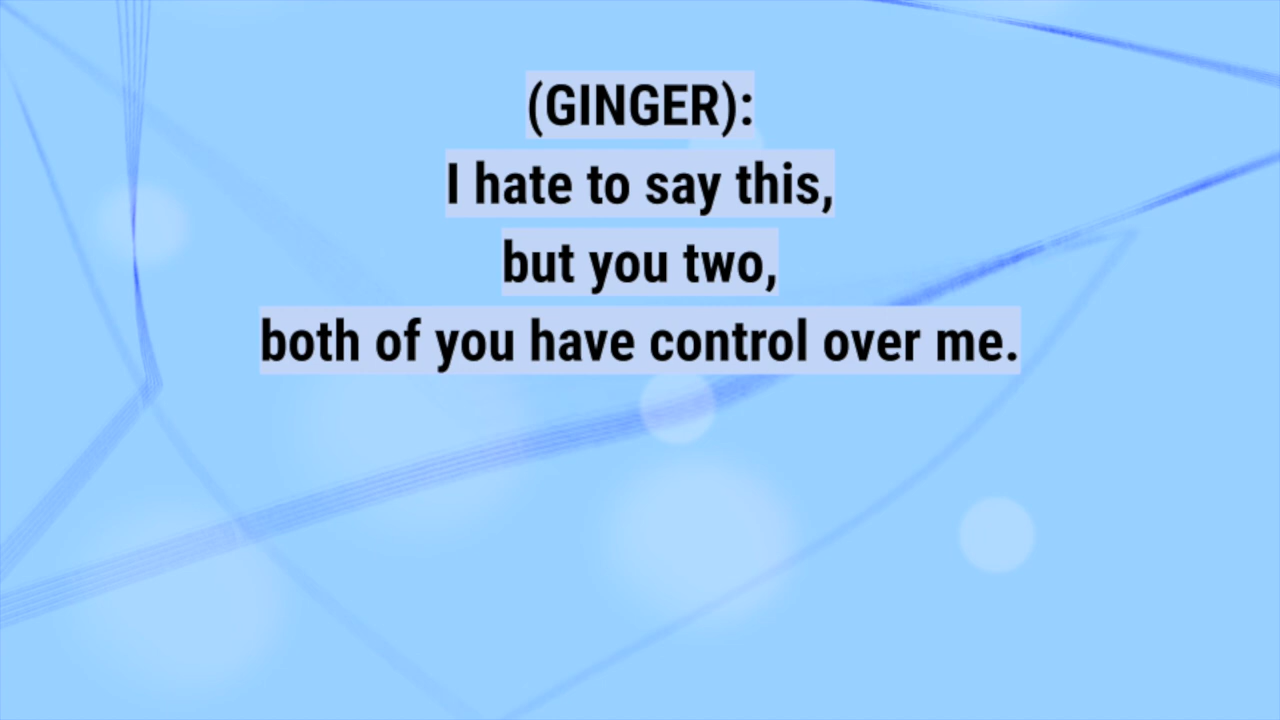 (GINGER):
I hate to say this,
but you two,
both of you have control over me.